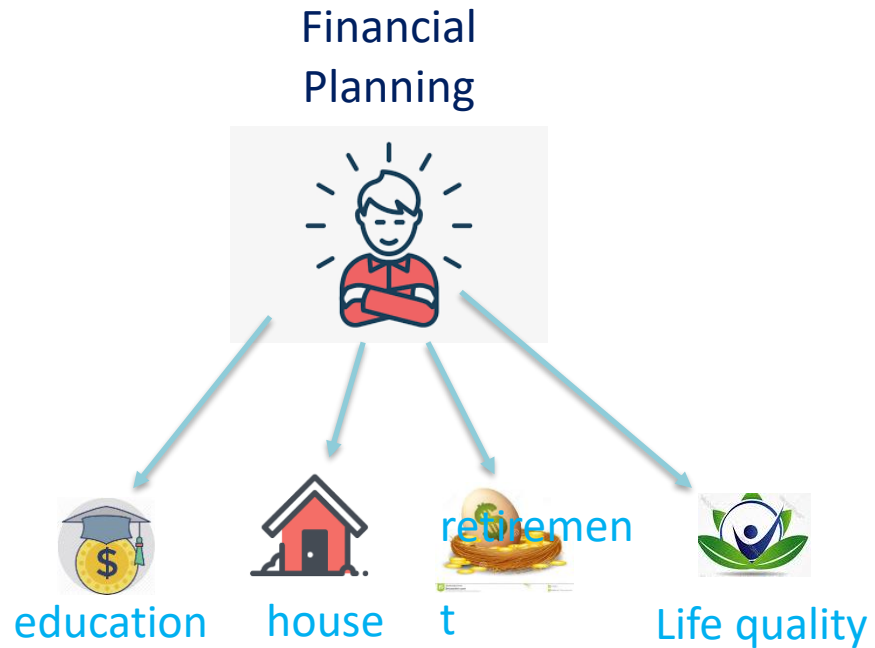 Financial
Planning
$
$
retiremen
t
education
house
Life quality